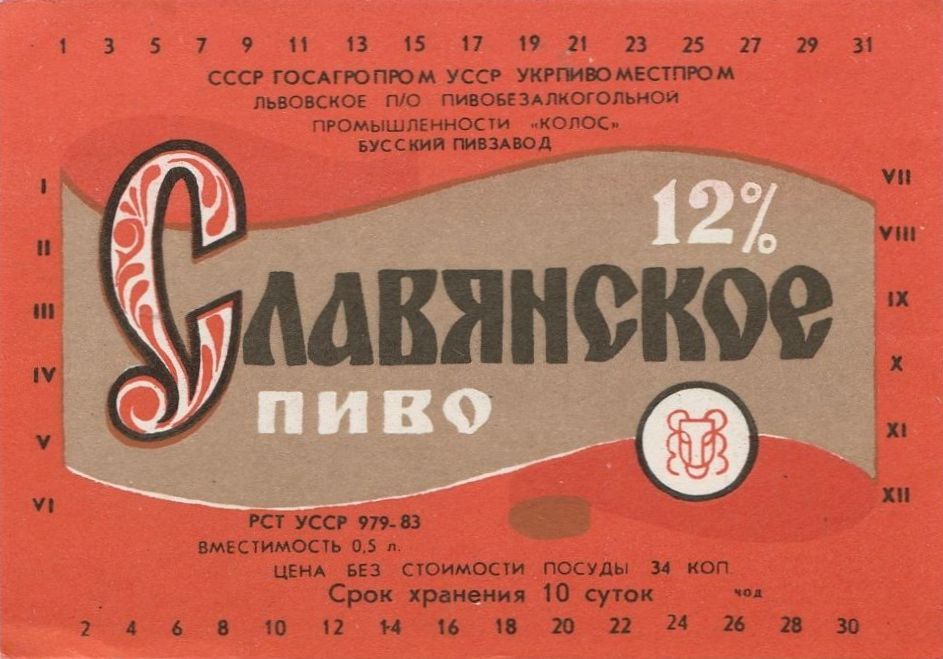 1 3 5 7 9 11 13 15 17 19 21 23 25 27 29 31
СССР ГОСАГРОПРОМ УССР УКРПИВОМЕСТПРОМ
ЛЬВОВСКОЕ П/О ПИВОБЕЗАЛКОГОЛЬНОЙ
ПРОМЫШЛЕННОСТИ «КОЛОС»
БУССКИЙ ПИВЗАВОД
I
II
III
IV
V
VI
12%
СЛАВЯНСКОЕ
ПИВО
VII
VIII
IX
X
XI
XII
РСТ УССР 979-83
ВМЕСТИМОСТЬ 0,5 л.
ЦЕНА БЕЗ СТОИМОСТИ ПОСУДЫ 34 КОП.
Срок хранения 10 суток
ЧОД
2 4 6 8 10 12 14 16 18 20 22 24 26 28 30